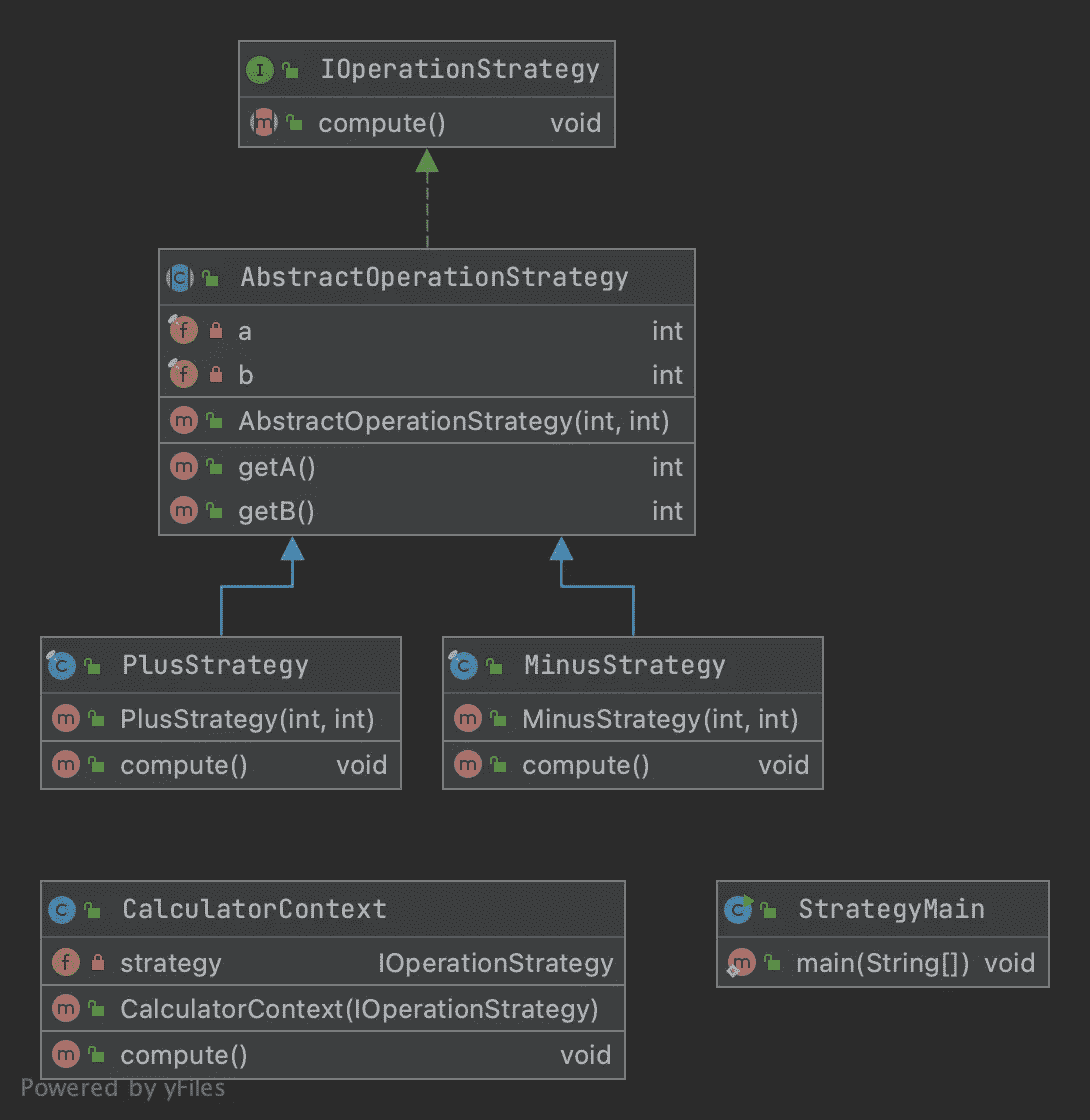 IOperationStrategy
compute() void
AbstractOperationStrategy
a int
b int
AbstractOperationStrategy(int, int)
getA() int
getB() int
PlusStrategy
PlusStrategy(int, int)
compute() void
MinusStrategy
MinusStrategy(int, int)
compute() void
CalculatorContext
strategy IOperationStrategy
CalculatorContext(IOperationStrategy)
compute() void
StrategyMain
main(String[]) void
Powered by yFiles